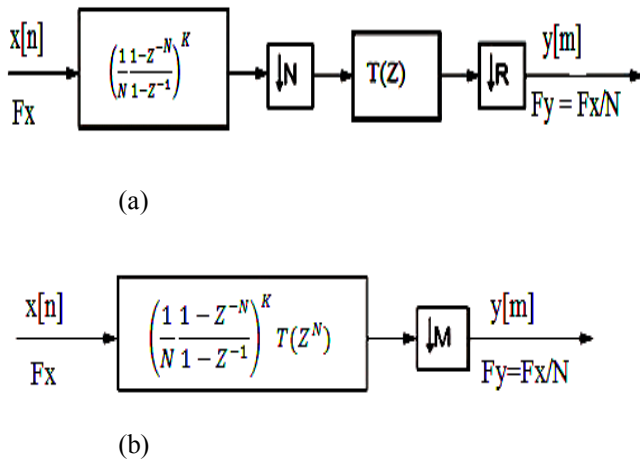 x[n]
(1/N 1-Z^-N/1-Z^-1)^K
↓N
T(Z)
↓R
y[m]
Fx
Fy = Fx/N
(a)
x[n]
(1/N 1 - Z^-N/1 - Z^-1)^K T(Z^N)
↓M
y[m]
Fx
Fy=Fx/N
(b)